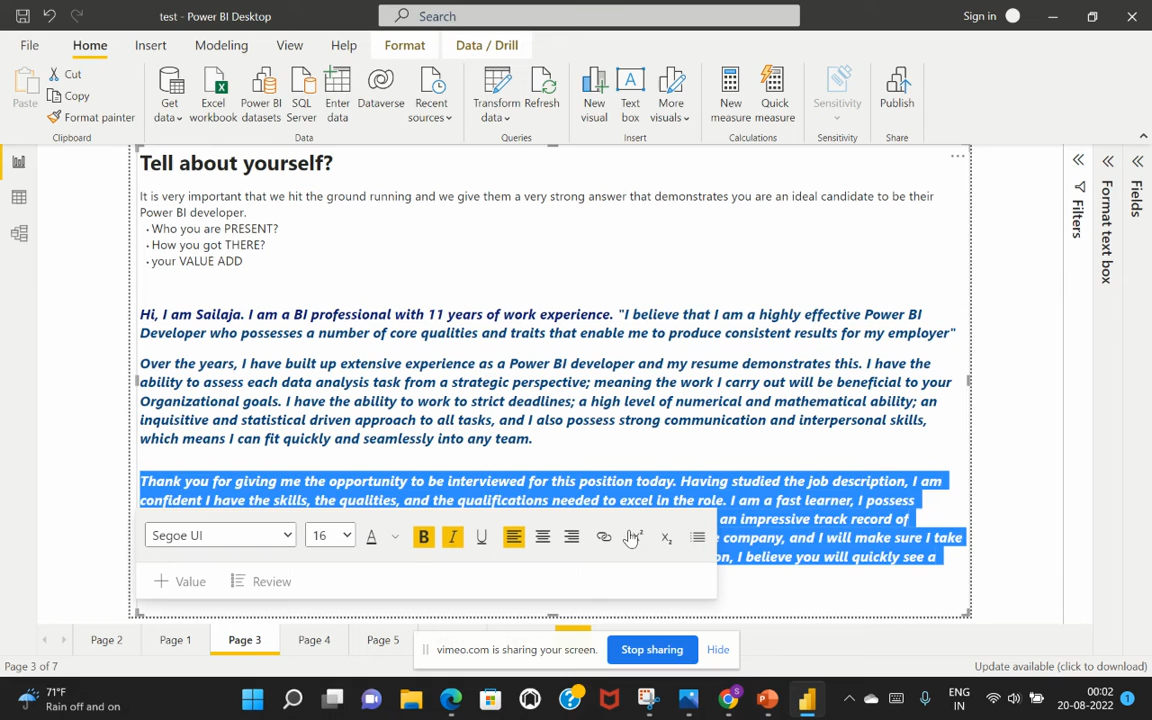 test - Power BI Desktop
Search
Sign in
File
Home
Insert
Modeling
View
Help
Format
Data / Drill
Paste
Cut
Copy
Format painter
Get data
Excel workbook
Power BI datasets
SQL Server
Enter data
Dataverse
Recent sources
Transform data
Refresh
New visual
Text box
More visuals
New measure
Quick measure
Sensitivity
Publish
Clipboard
Data
Queries
Insert
Calculations
Sensitivity
Share
Tell about yourself?
It is very important that we hit the ground running and we give them a very strong answer that demonstrates you are an ideal candidate to be their
Power BI developer.
• Who you are PRESENT?
• How you got THERE?
• your VALUE ADD
Hi, I am Sailaja. I am a BI professional with 11 years of work experience. "I believe that I am a highly effective Power BI
Developer who possesses a number of core qualities and traits that enable me to produce consistent results for my employer"
Over the years, I have built up extensive experience as a Power BI developer and my resume demonstrates this. I have the
ability to assess each data analysis task from a strategic perspective; meaning the work I carry out will be beneficial to your
Organizational goals. I have the ability to work to strict deadlines; a high level of numerical and mathematical ability; an
inquisitive and statistical driven approach to all tasks, and I also possess strong communication and interpersonal skills,
which means I can fit quickly and seamlessly into any team.
Thank you for giving me the opportunity to be interviewed for this position today. Having studied the job description, I am
confident I have the skills, the qualities, and the qualifications needed to excel in the role. I am a fast learner, I possess
an impressive track record of
company, and I will make sure I take
I believe you will quickly see a
Segoe UI
16
A
B
I
U
X₂
Value
Review
Filters
Format text box
Fields
Page 2
Page 1
Page 3
Page 4
Page 5
vimeo.com is sharing your screen.
Stop sharing
Hide
Page 3 of 7
Update available (click to download)
71°F
Rain off and on
ENG
IN
00:02
20-08-2022
1